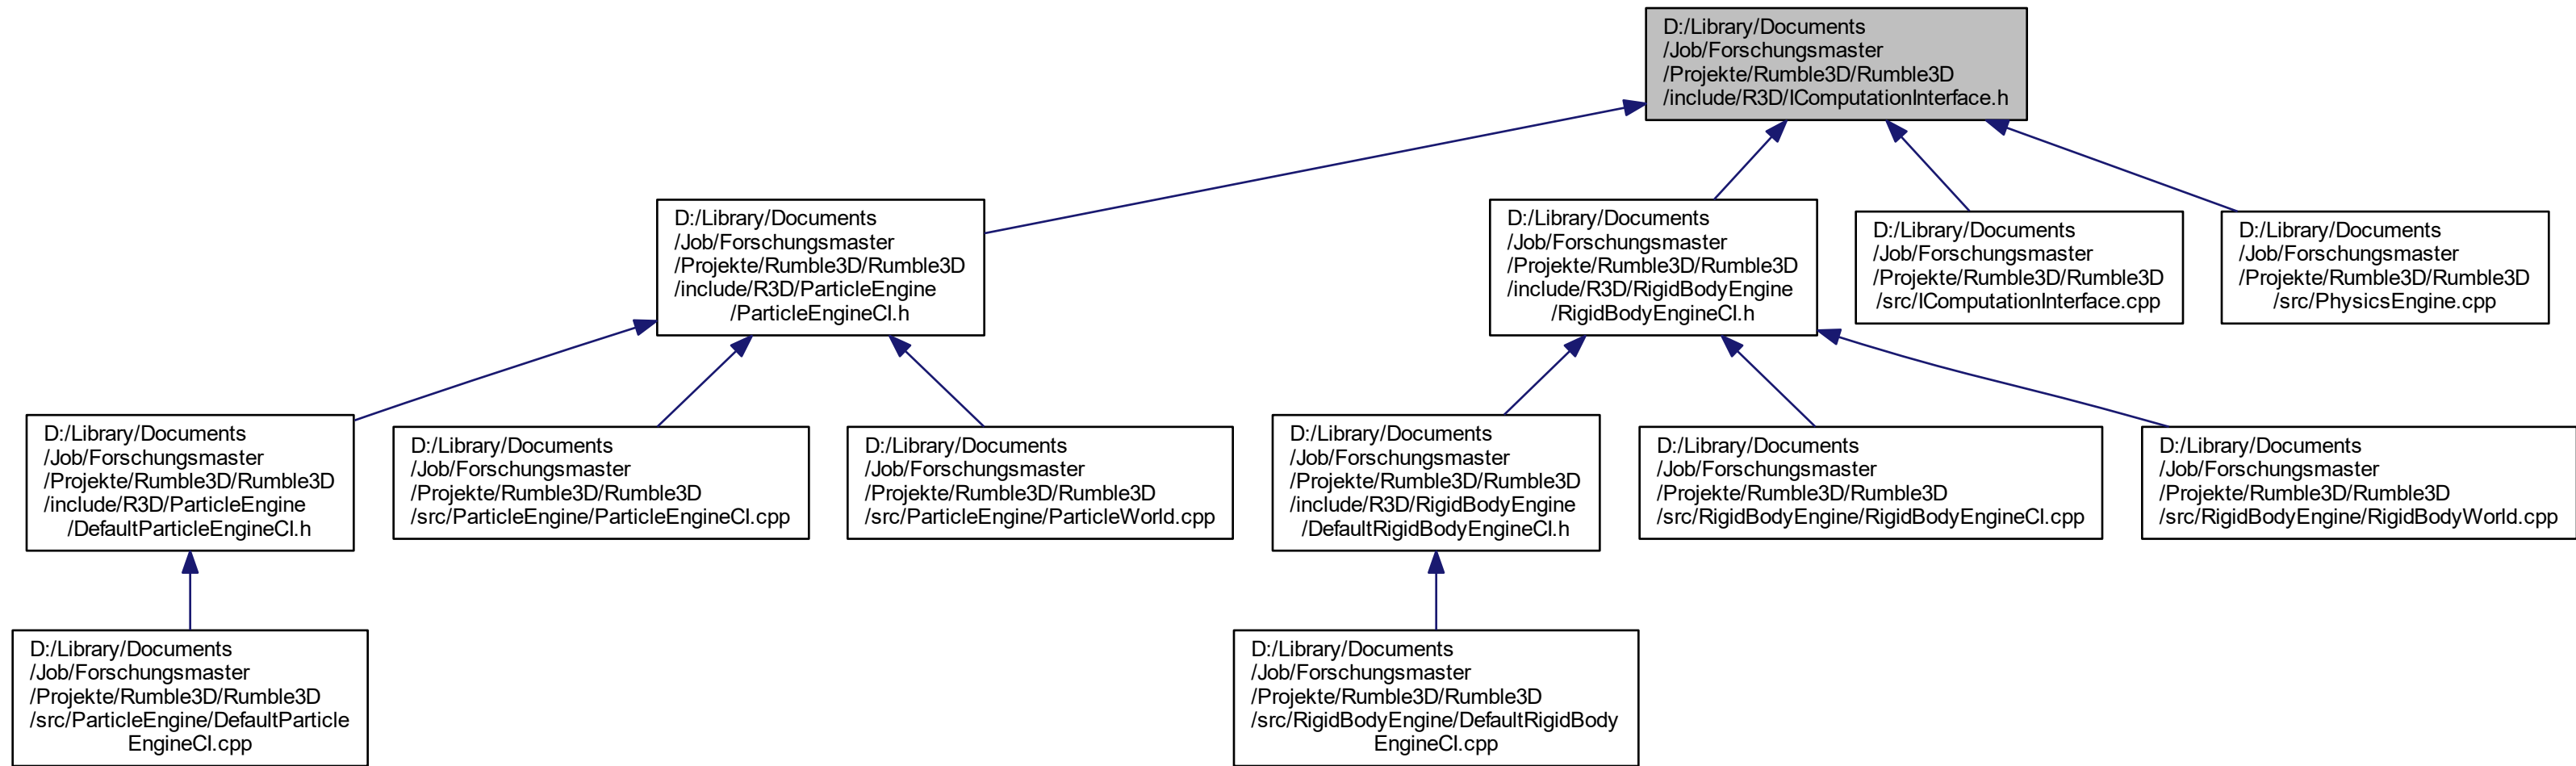 D:/Library/Documents
/Job/Forschungsmaster
/Projekte/Rumble3D/Rumble3D
/include/R3D/IComputationInterface.h
D:/Library/Documents
/Job/Forschungsmaster
/Projekte/Rumble3D/Rumble3D
/include/R3D/ParticleEngine
/ParticleEngineCI.h
D:/Library/Documents
/Job/Forschungsmaster
/Projekte/Rumble3D/Rumble3D
/include/R3D/RigidBodyEngine
/RigidBodyEngineCI.h
D:/Library/Documents
/Job/Forschungsmaster
/Projekte/Rumble3D/Rumble3D
/src/IComputationInterface.cpp
D:/Library/Documents
/Job/Forschungsmaster
/Projekte/Rumble3D/Rumble3D
/src/PhysicsEngine.cpp
D:/Library/Documents
/Job/Forschungsmaster
/Projekte/Rumble3D/Rumble3D
/include/R3D/ParticleEngine
/DefaultParticleEngineCI.h
D:/Library/Documents
/Job/Forschungsmaster
/Projekte/Rumble3D/Rumble3D
/src/ParticleEngine/ParticleEngineCI.cpp
D:/Library/Documents
/Job/Forschungsmaster
/Projekte/Rumble3D/Rumble3D
/src/ParticleEngine/ParticleWorld.cpp
D:/Library/Documents
/Job/Forschungsmaster
/Projekte/Rumble3D/Rumble3D
/include/R3D/RigidBodyEngine
/DefaultRigidBodyEngineCI.h
D:/Library/Documents
/Job/Forschungsmaster
/Projekte/Rumble3D/Rumble3D
/src/RigidBodyEngine/RigidBodyEngineCI.cpp
D:/Library/Documents
/Job/Forschungsmaster
/Projekte/Rumble3D/Rumble3D
/src/RigidBodyEngine/RigidBodyWorld.cpp
D:/Library/Documents
/Job/Forschungsmaster
/Projekte/Rumble3D/Rumble3D
/src/ParticleEngine/DefaultParticle
EngineCI.cpp
D:/Library/Documents
/Job/Forschungsmaster
/Projekte/Rumble3D/Rumble3D
/src/RigidBodyEngine/DefaultRigidBody
EngineCI.cpp